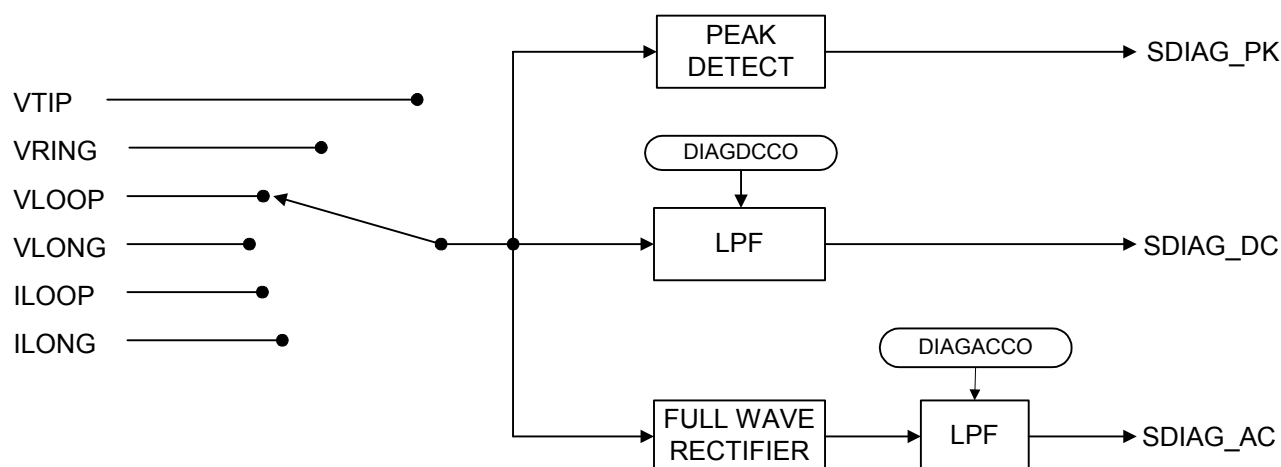 PEAK
DETECT
SDIAG_PK
VTIP
VRING
DIAGDCCO
VLOOP
VLONG
LPF
SDIAG_DC
ILOOP
ILONG
DIAGACCO
FULL WAVE
RECTIFIER
LPF
SDIAG_AC